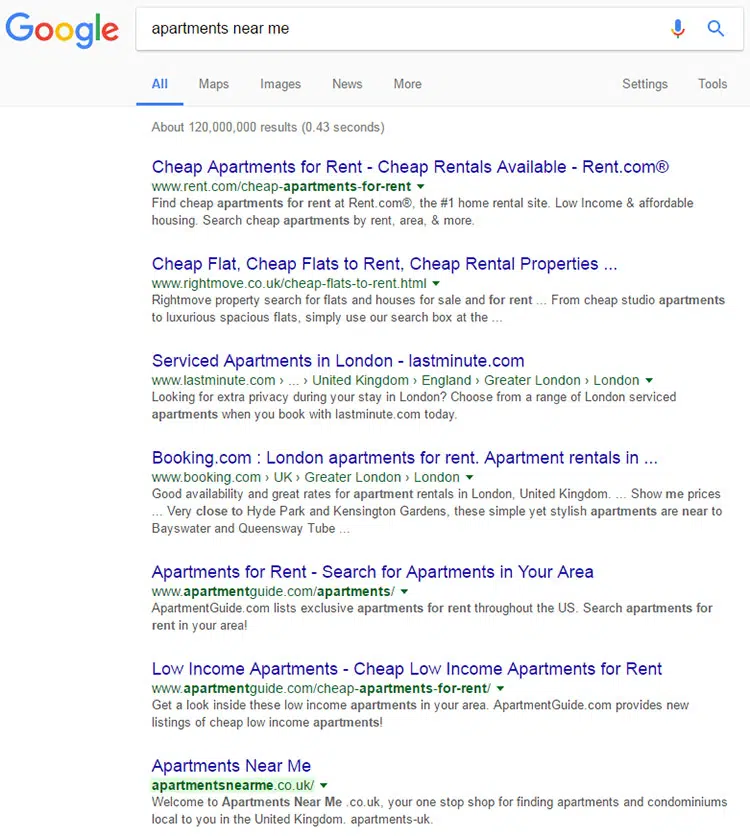 Google
apartments near me
All Maps Images News More Settings Tools
About 120,000,000 results (0.43 seconds)
Cheap Apartments for Rent - Cheap Rentals Available - Rent.com®
www.rent.com/cheap-apartments-for-rent
Find cheap apartments for rent at Rent.com®, the #1 home rental site. Low Income & affordable
housing. Search cheap apartments by rent, area, & more.
Cheap Flat, Cheap Flats to Rent, Cheap Rental Properties ...
www.rightmove.co.uk/cheap-flats-to-rent.html
Rightmove property search for flats and houses for sale and for rent ... From cheap studio apartments
to luxurious spacious flats, simply use our search box at the ...
Serviced Apartments in London - lastminute.com
www.lastminute.com › ... › United Kingdom › England › Greater London › London
Looking for extra privacy during your stay in London? Choose from a range of London serviced
apartments when you book with lastminute.com today.
Booking.com : London apartments for rent. Apartment rentals in ...
www.booking.com › UK › Greater London › London
Good availability and great rates for apartment rentals in London, United Kingdom. ... Show me prices
... Very close to Hyde Park and Kensington Gardens, these simple yet stylish apartments are near to
Bayswater and Queensway Tube ...
Apartments for Rent - Search for Apartments in Your Area
www.apartmentguide.com/apartments/
ApartmentGuide.com lists exclusive apartments for rent throughout the US. Search apartments for
rent in your area!
Low Income Apartments - Cheap Low Income Apartments for Rent
www.apartmentguide.com/cheap-apartments-for-rent/
Get a look inside these low income apartments in your area. ApartmentGuide.com provides new
listings of cheap low income apartments!
Apartments Near Me
apartmentsnearme.co.uk/
Welcome to Apartments Near Me .co.uk, your one stop shop for finding apartments and condominiums
local to you in the United Kingdom. apartments-uk.